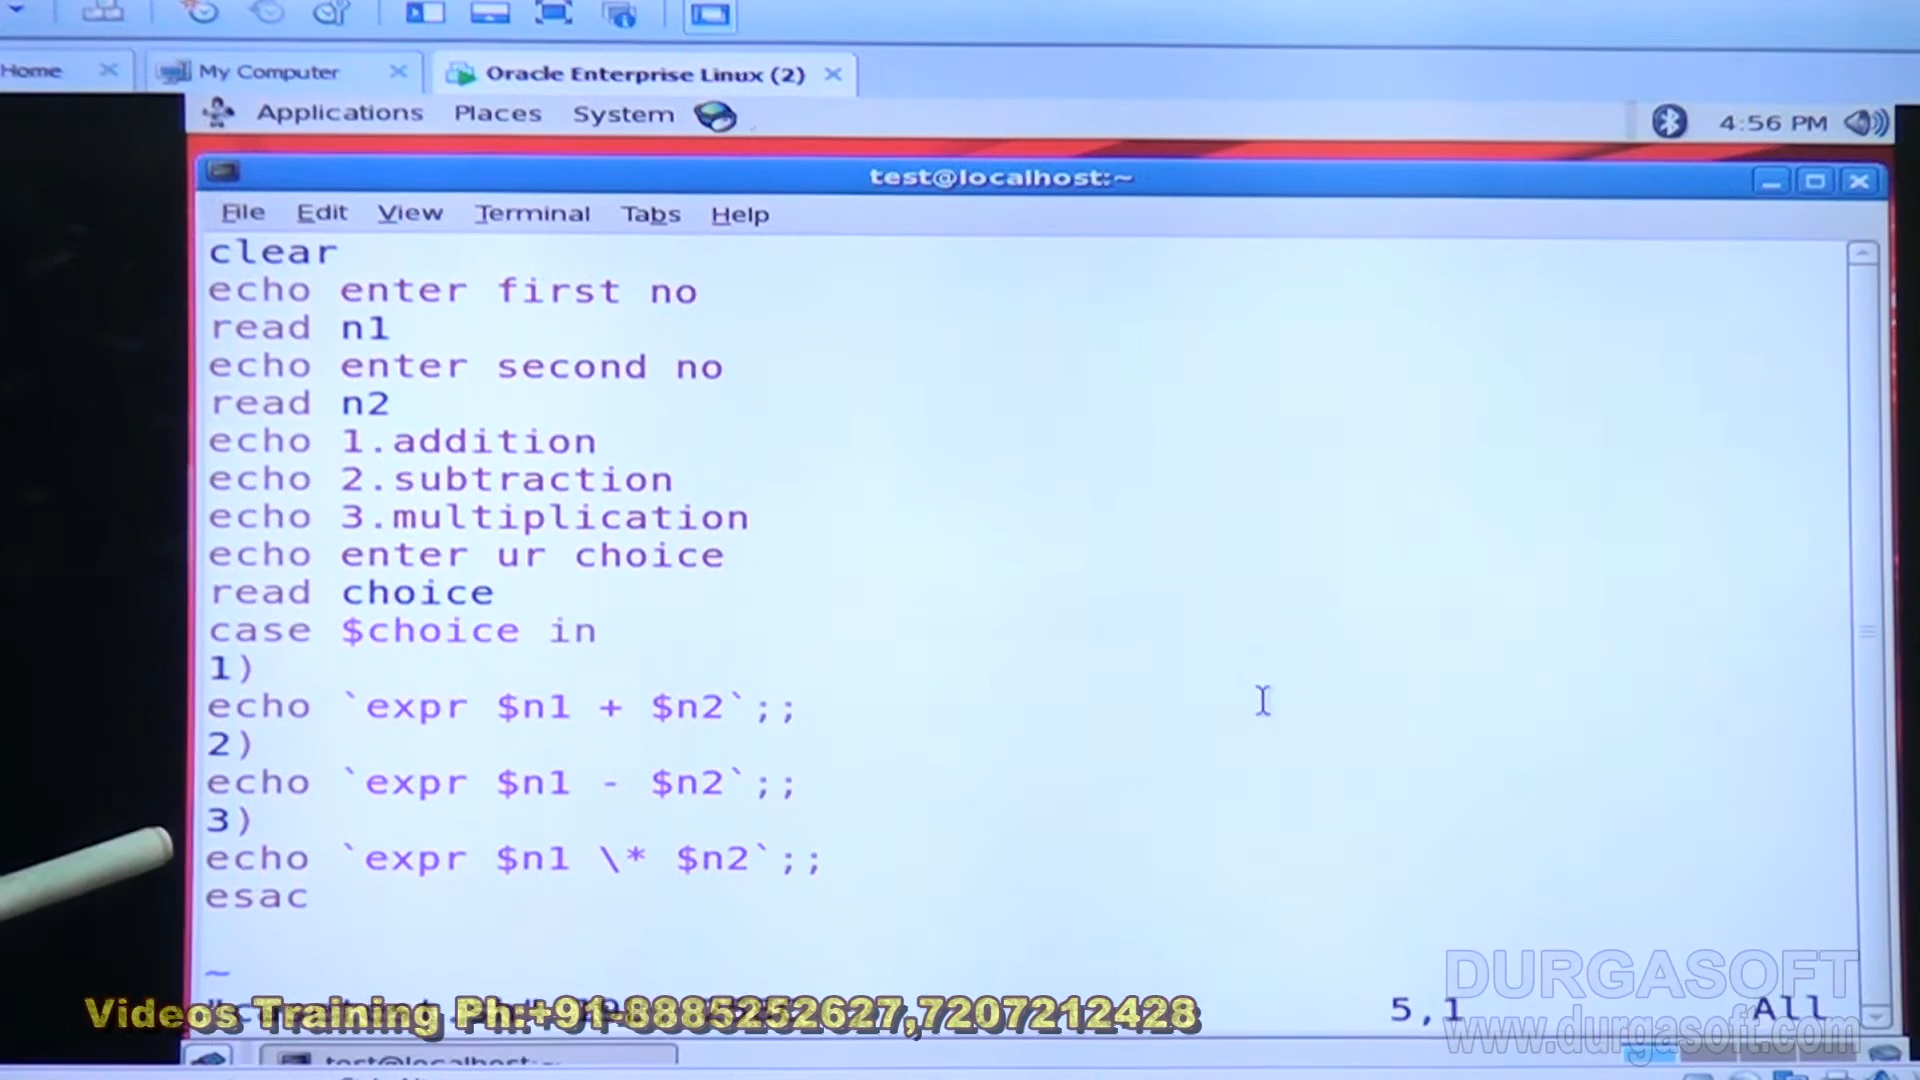 Home
My Computer
Oracle Enterprise Linux (2)
Applications Places System
4:56 PM
test@localhost:~
File Edit View Terminal Tabs Help
clear
echo enter first no
read n1
echo enter second no
read n2
echo 1.addition
echo 2.subtraction
echo 3.multiplication
echo enter ur choice
read choice
case $choice in
1)
echo `expr $n1 + $n2`;;
2)
echo `expr $n1 - $n2`;;
3)
echo `expr $n1 \* $n2`;;
esac
~
5,1 All
DURGASOFT
www.durgasoft.com
Videos Training Ph:+91-8885252627,7207212428
test@localhost:~